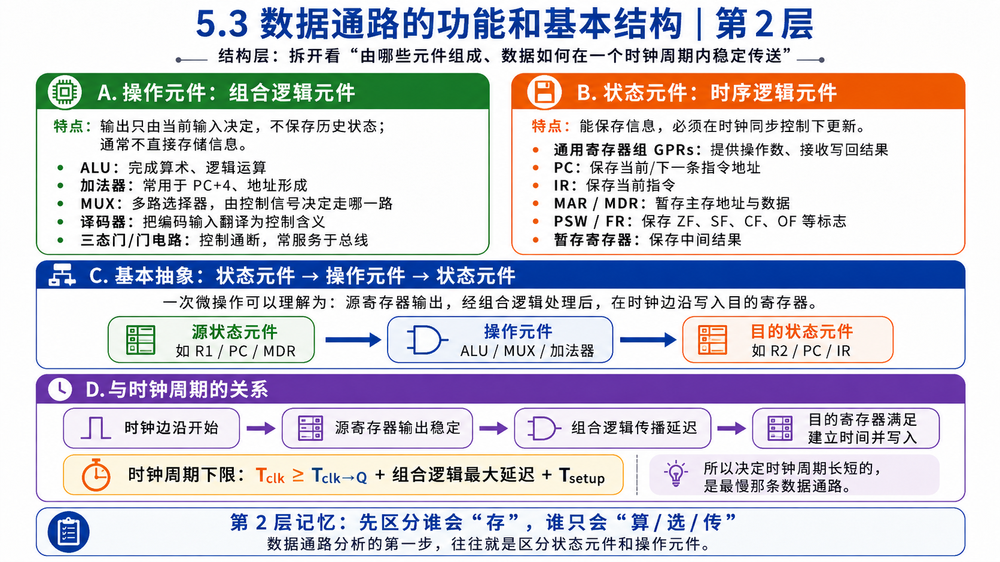 5.3 数据通路的功能和基本结构｜第2层
结构层：拆开看“由哪些元件组成、数据如何在一个时钟周期内稳定传送”
A. 操作元件：组合逻辑元件
特点：输出只由当前输入决定，不保存历史状态；
通常不直接存储信息。
• ALU：完成算术、逻辑运算
• 加法器：常用于 PC+4、地址形成
• MUX：多路选择器，由控制信号决定走哪一路
• 译码器：把编码输入翻译为控制含义
• 三态门/门电路：控制通断，常服务于总线
B. 状态元件：时序逻辑元件
特点：能保存信息，必须在时钟同步控制下更新。
• 通用寄存器组 GPRs：提供操作数、接收写回结果
• PC：保存当前/下一条指令地址
• IR：保存当前指令
• MAR / MDR：暂存主存地址与数据
• PSW / FR：保存 ZF、SF、CF、OF 等标志
• 暂存寄存器：保存中间结果
C. 基本抽象：状态元件 → 操作元件 → 状态元件
一次微操作可以理解为：源寄存器输出，经组合逻辑处理后，在时钟边沿写入目的寄存器。
源状态元件
如 R1 / PC / MDR
操作元件
ALU / MUX / 加法器
目的状态元件
如 R2 / PC / IR
D. 与时钟周期的关系
时钟边沿开始
源寄存器输出稳定
组合逻辑传播延迟
目的寄存器满足
建立时间并写入
时钟周期下限：Tclk ≥ Tclk→Q + 组合逻辑最大延迟 + Tsetup
所以决定时钟周期长短的，
是最慢那条数据通路。
第 2 层记忆：先区分谁会“存”，谁只会“算/选/传”
数据通路分析的第一步，往往就是区分状态元件和操作元件。